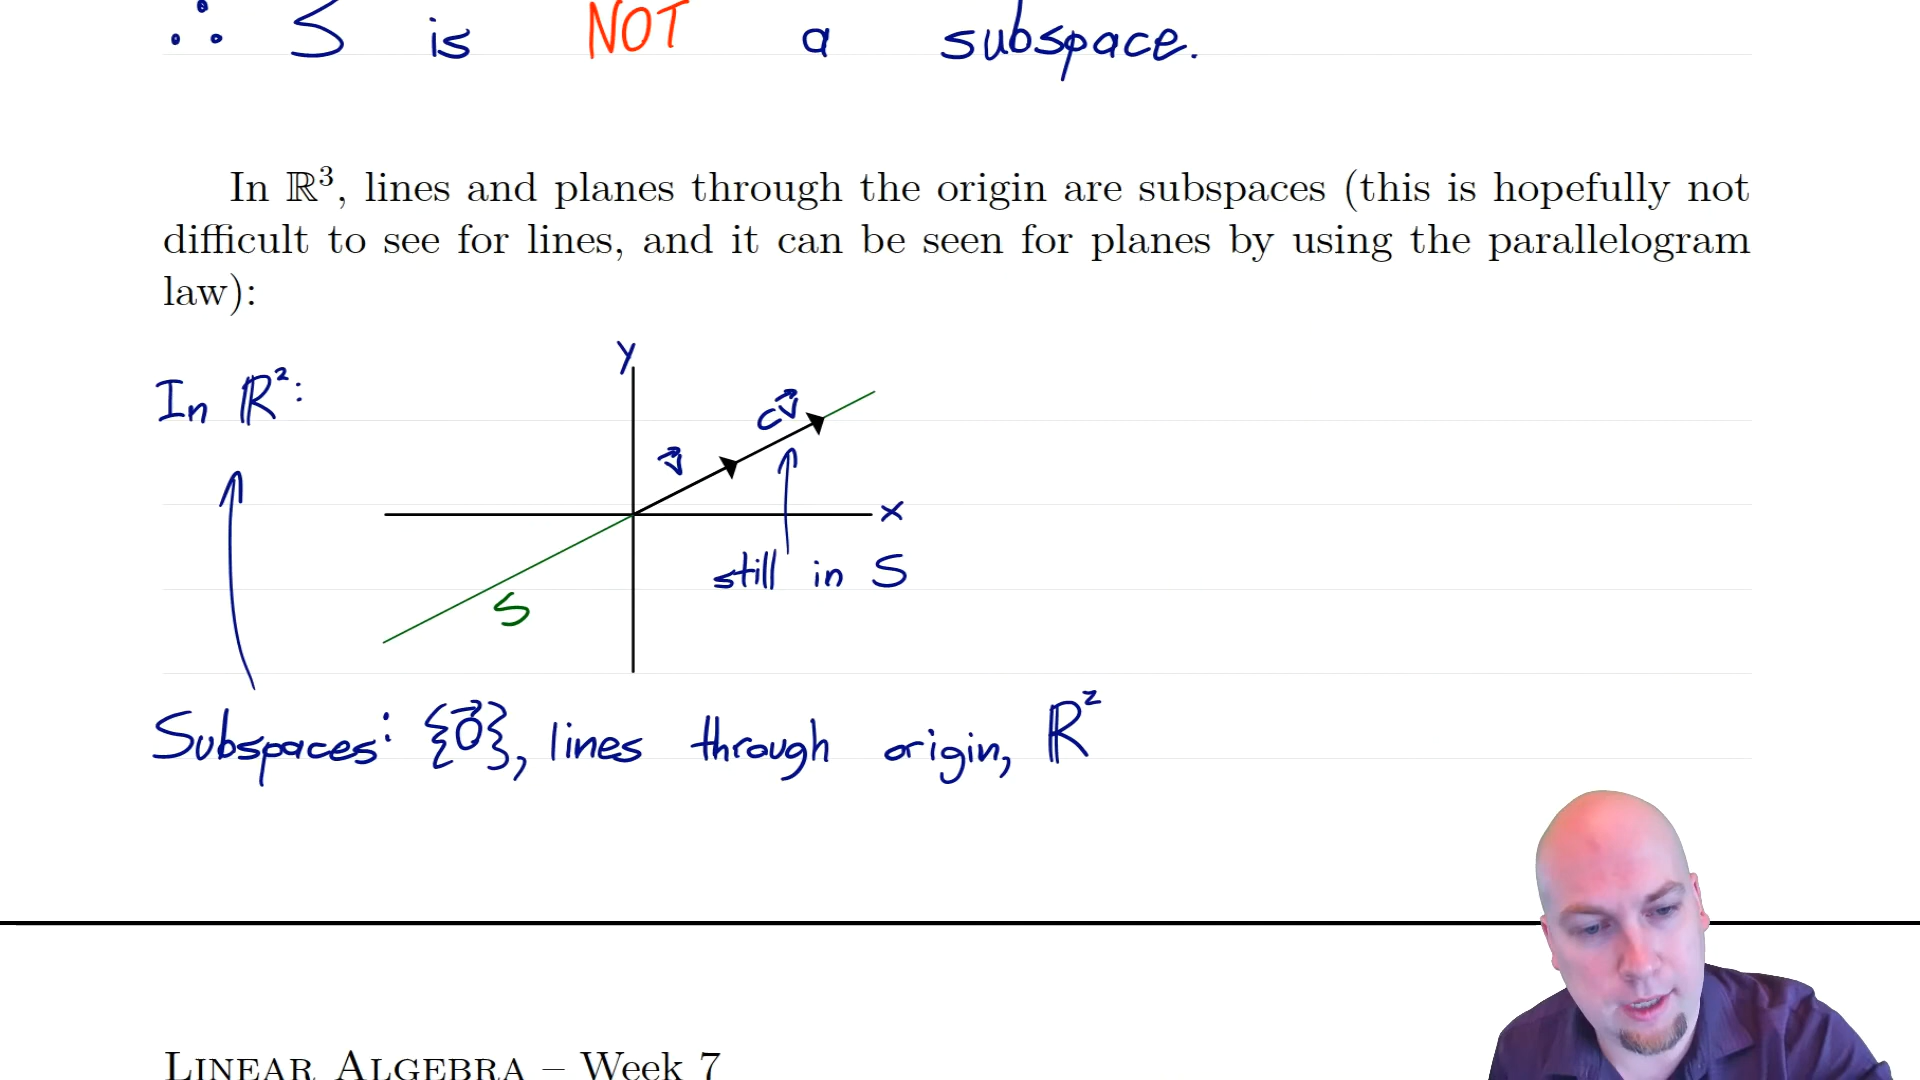 ∴ S is NOT a subspace.
In ℝ³, lines and planes through the origin are subspaces (this is hopefully not
difficult to see for lines, and it can be seen for planes by using the parallelogram
law):
In ℝ²:
y
cv⃗
v⃗
x
still in S
S
Subspaces: {0⃗}, lines through origin, ℝ²
LINEAR ALGEBRA – Week 7